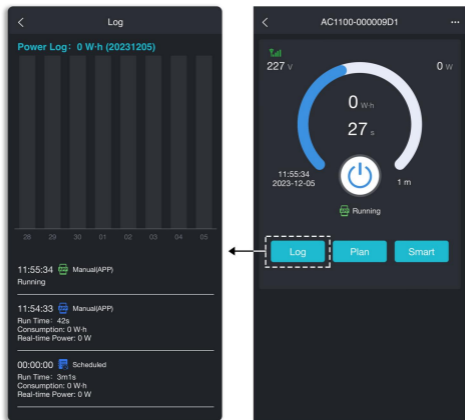 Log
Power Log: 0 W·h (20231205)
28 29 30 01 02 03 04 05
11:55:34 Manual(APP)
Running
11:54:33 Manual(APP)
Run Time: 42s
Consumption: 0 W·h
Real-time Power: 0 W
00:00:00 Scheduled
Run Time: 3m1s
Consumption: 0 W·h
Real-time Power: 0 W
AC1100-000009D1
227 V
0 W
0 W·h
27 s
11:55:34
2023-12-05
1 m
Running
Log Plan Smart